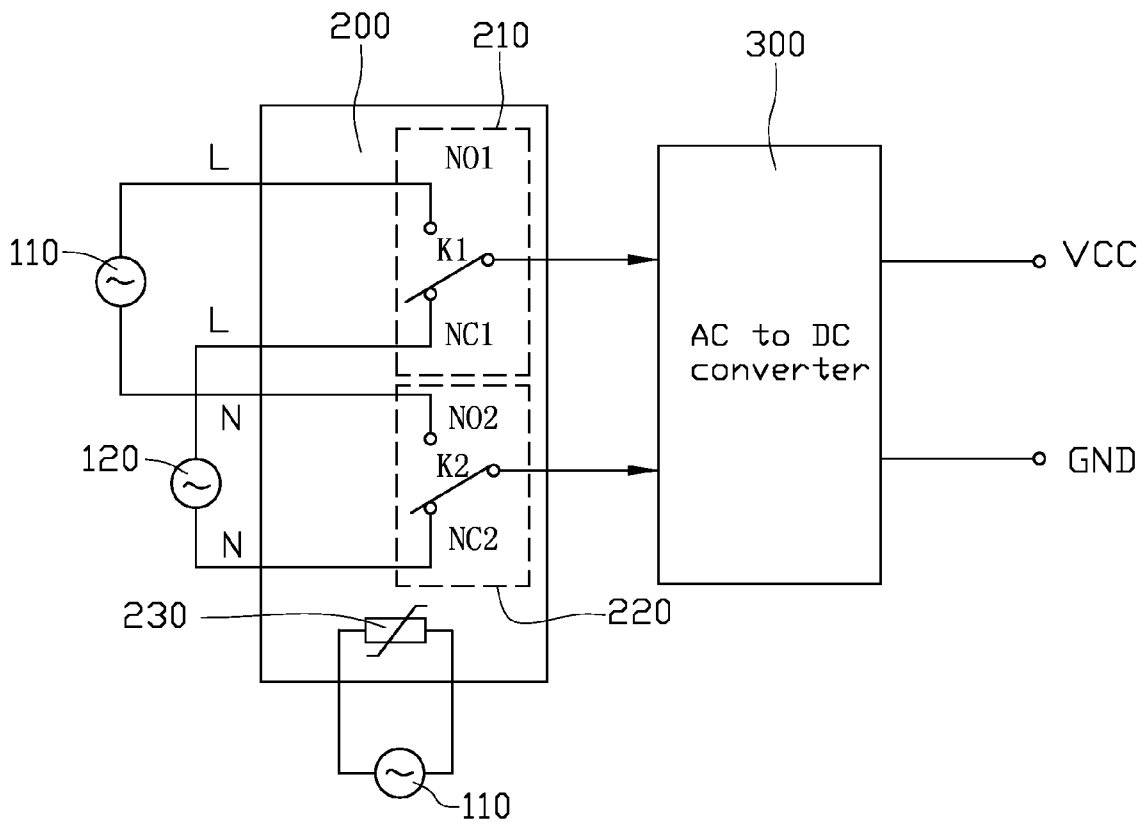 200
210
300
L
NO1
110
K1
VCC
L
NC1
AC to DC
converter
N
NO2
120
K2
GND
N
NC2
230
220
110